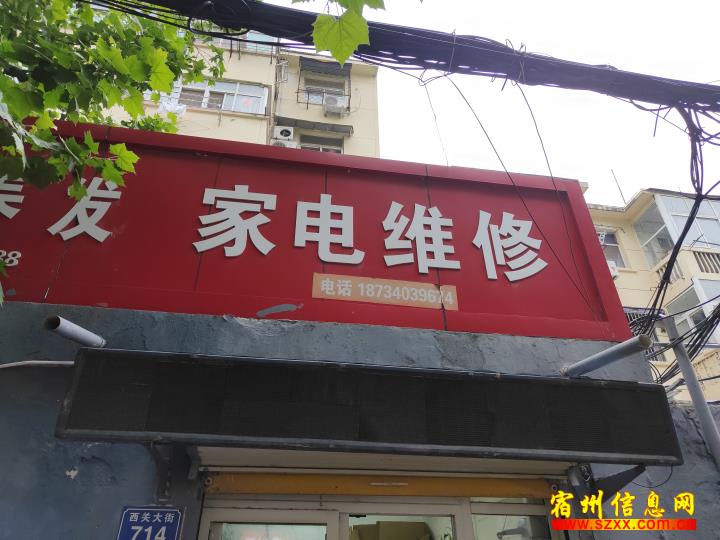 发 家电维修
88
电话 18734039674
西关大街
714
宿州信息网
www.szxx.com.cn